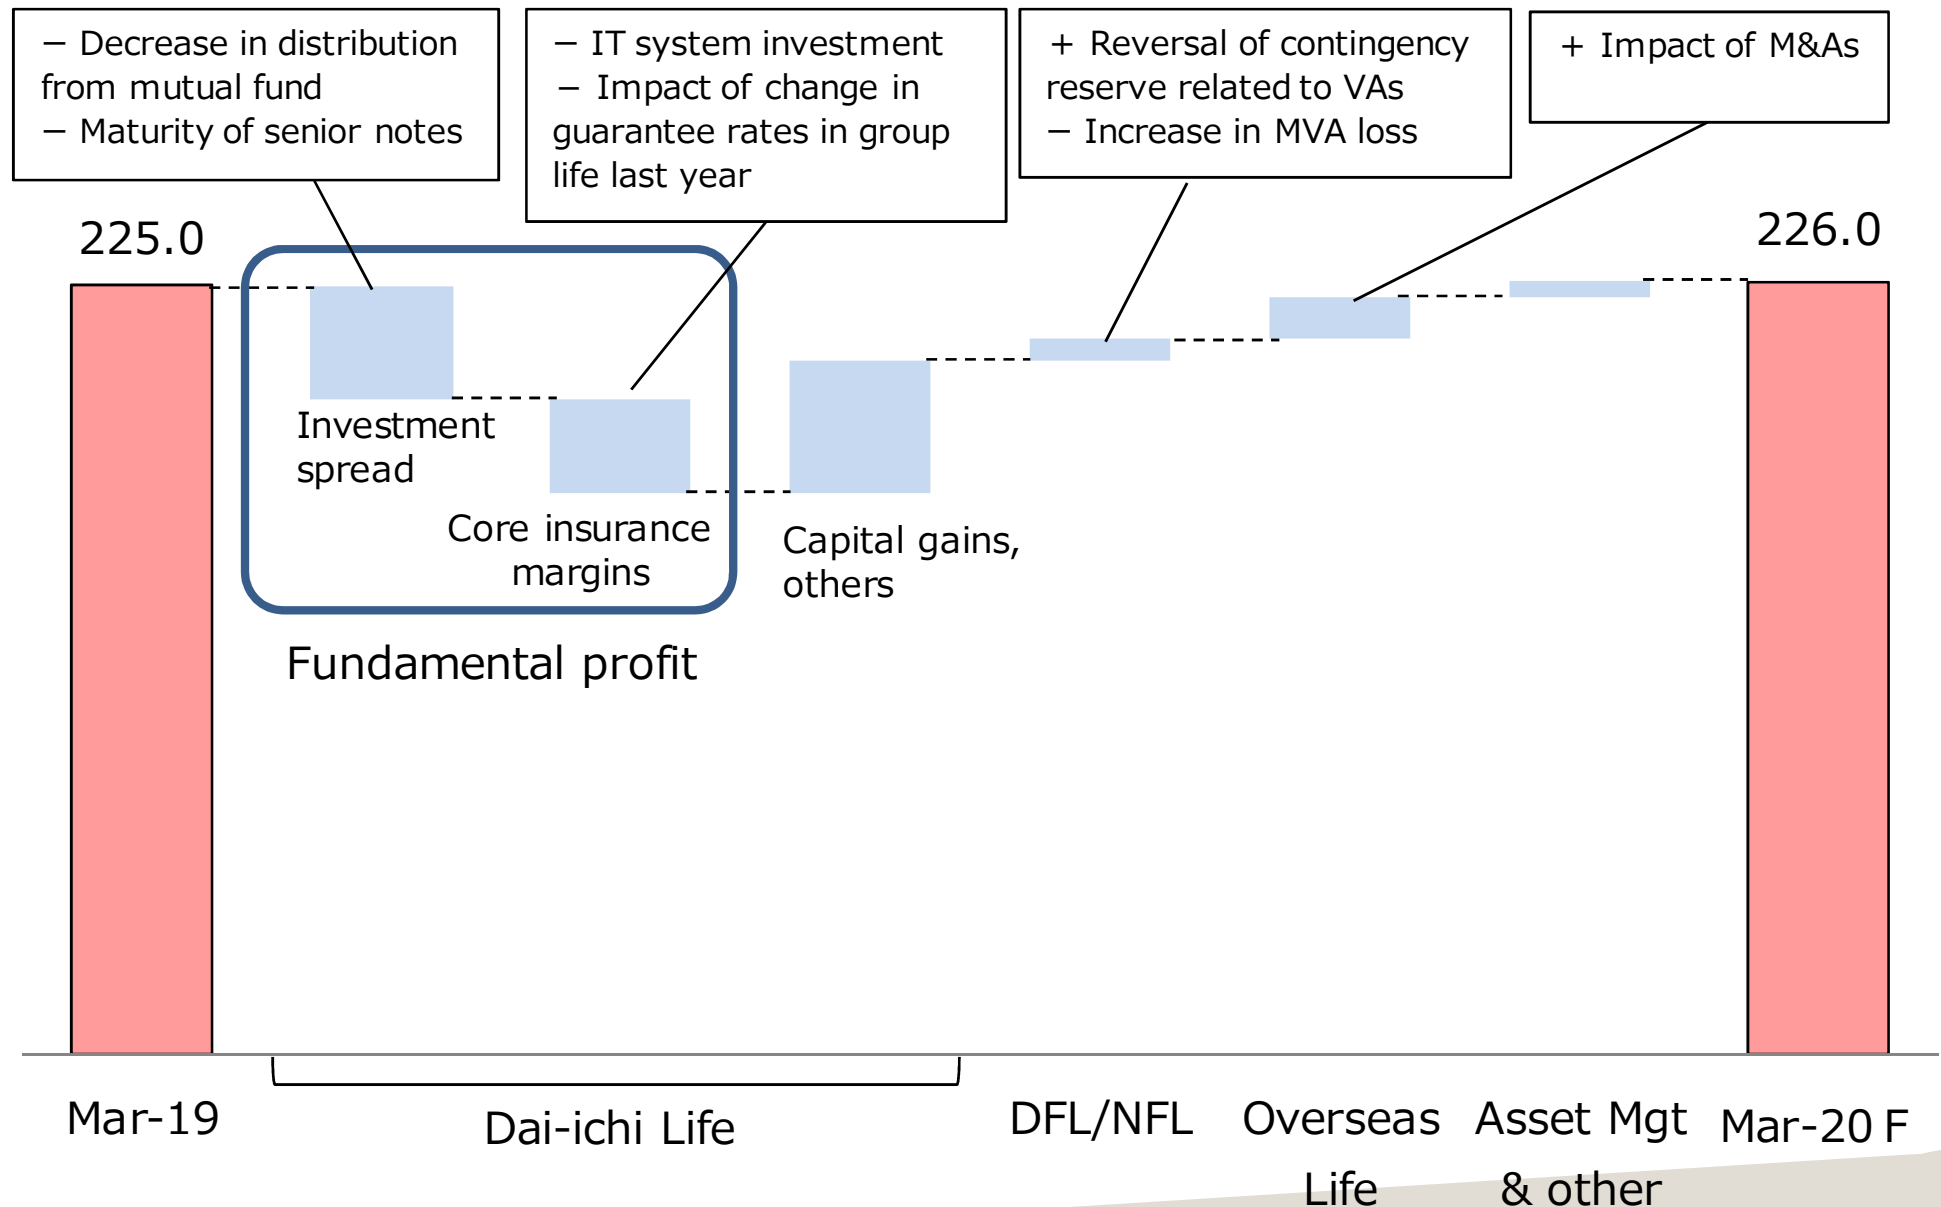 − Decrease in distribution
from mutual fund
− Maturity of senior notes
− IT system investment
− Impact of change in
guarantee rates in group
life last year
+ Reversal of contingency
reserve related to VAs
− Increase in MVA loss
+ Impact of M&As
225.0
226.0
Investment
spread
Core insurance
margins
Capital gains,
others
Fundamental profit
Mar-19
Dai-ichi Life
DFL/NFL
Overseas
Life
Asset Mgt
& other
Mar-20 F